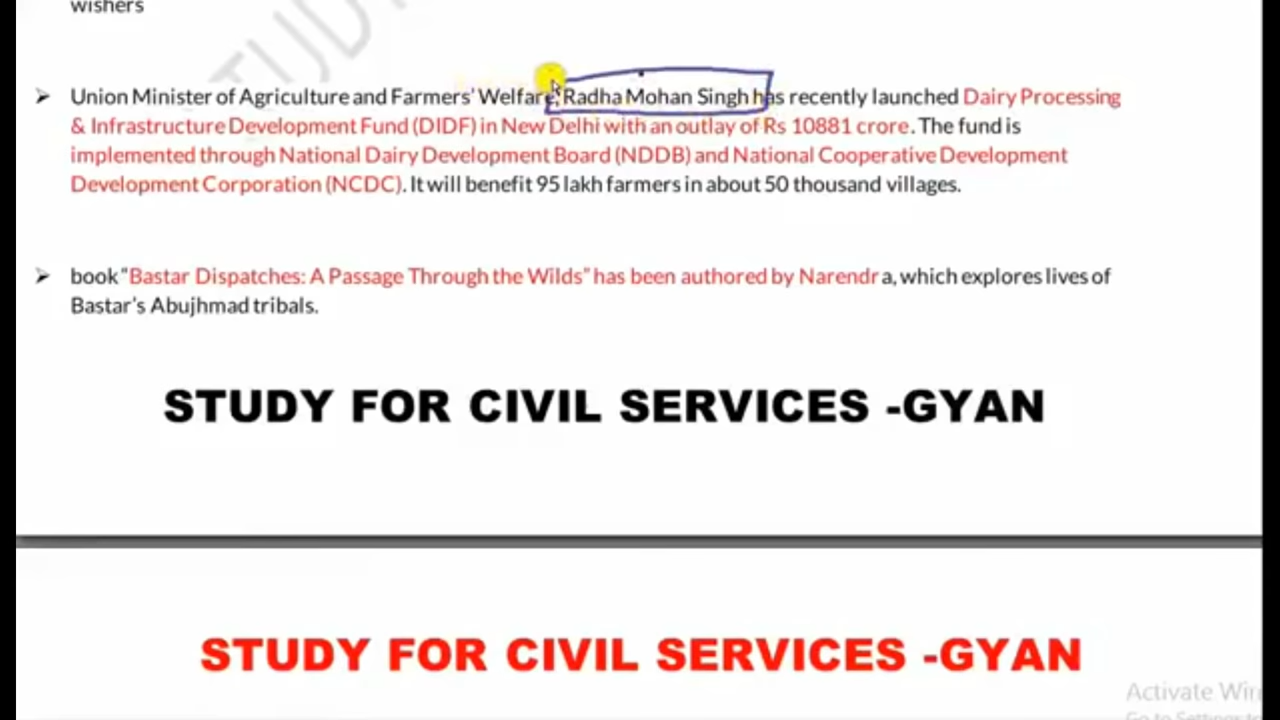 wishers
➤ Union Minister of Agriculture and Farmers' Welfare, Radha Mohan Singh has recently launched Dairy Processing
& Infrastructure Development Fund (DIDF) in New Delhi with an outlay of Rs 10881 crore. The fund is
implemented through National Dairy Development Board (NDDB) and National Cooperative Development
Development Corporation (NCDC). It will benefit 95 lakh farmers in about 50 thousand villages.
➤ book "Bastar Dispatches: A Passage Through the Wilds" has been authored by Narendr a, which explores lives of
Bastar's Abujhmad tribals.
STUDY FOR CIVIL SERVICES -GYAN
STUDY FOR CIVIL SERVICES -GYAN
Activate Win